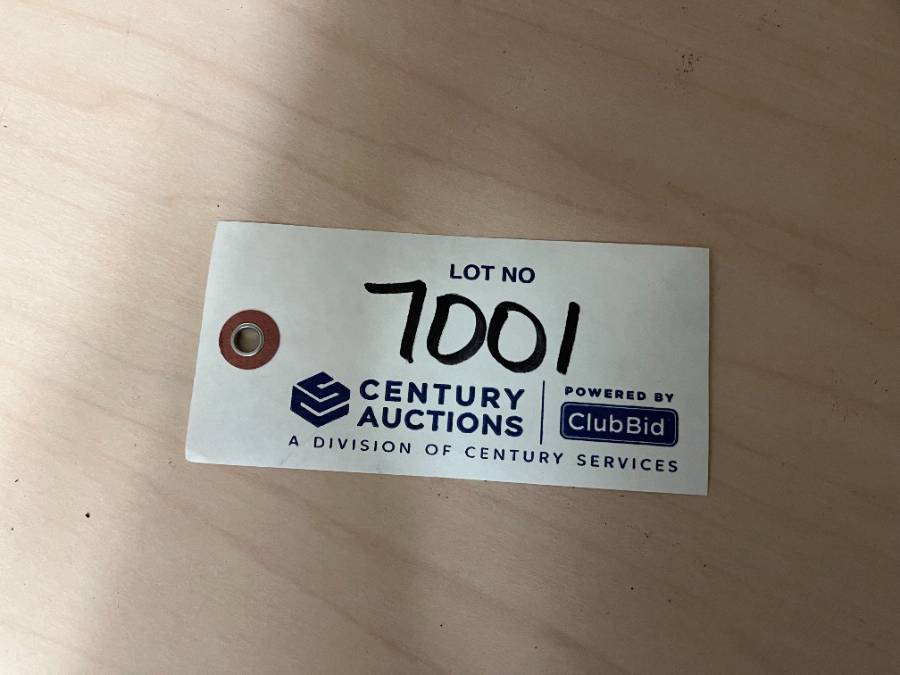 LOT NO
7001
CENTURY AUCTIONS
POWERED BY
ClubBid
A DIVISION OF CENTURY SERVICES